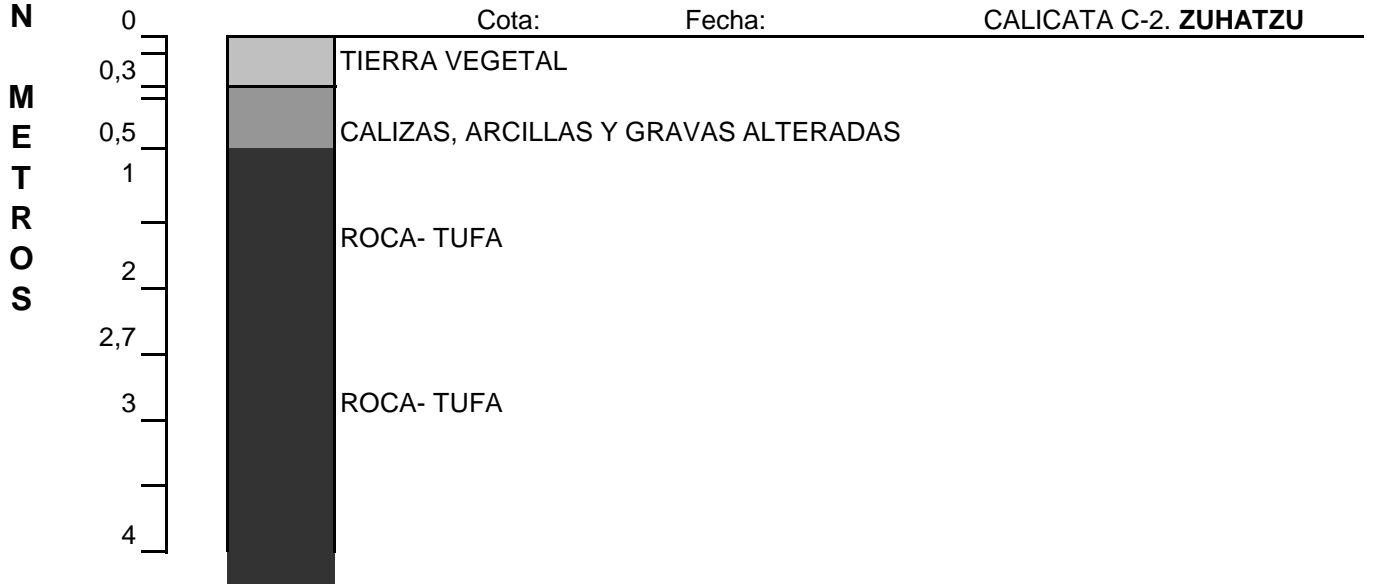 N
METROS
0 Cota: Fecha: CALICATA C-2. ZUHATZU
0,3 TIERRA VEGETAL
0,5 CALIZAS, ARCILLAS Y GRAVAS ALTERADAS
1
ROCA- TUFA
2
2,7
3 ROCA- TUFA
4